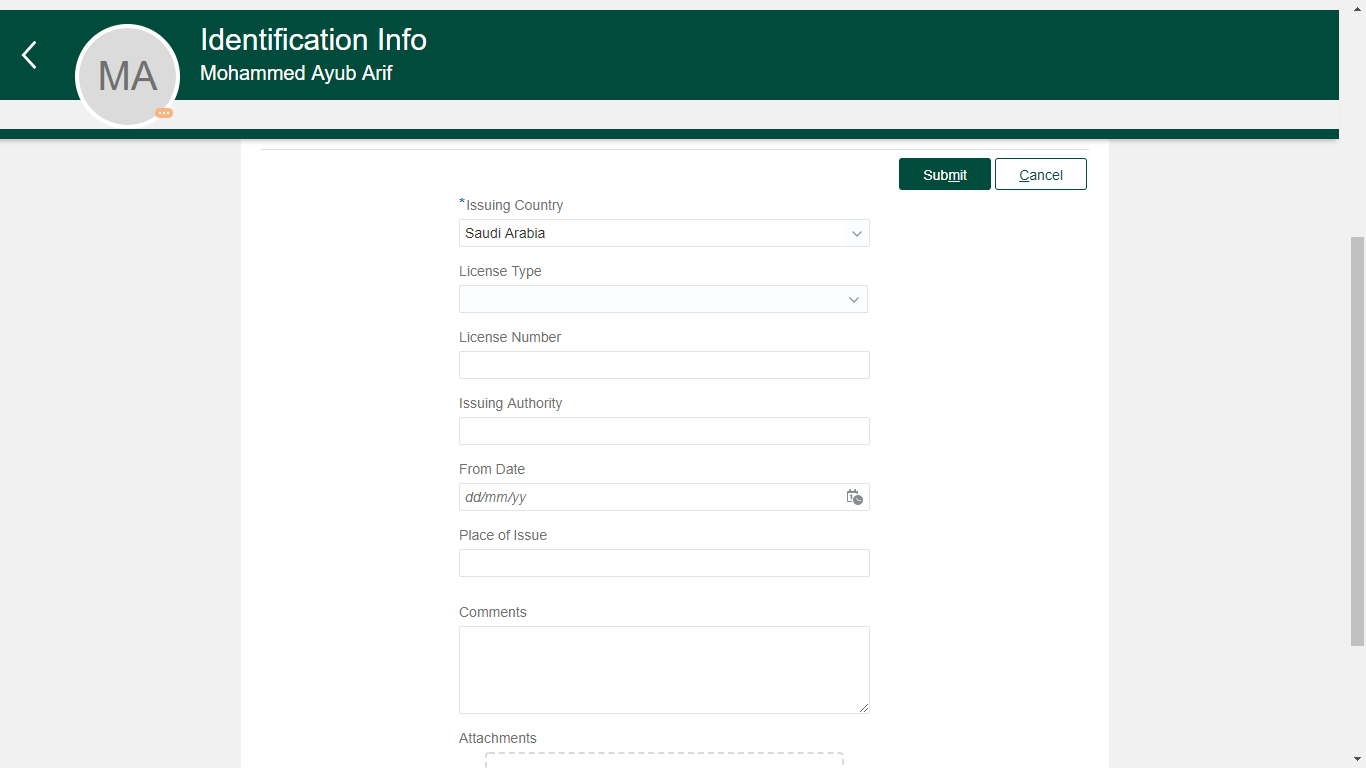 Identification Info
MA
Mohammed Ayub Arif
Submit
Cancel
*Issuing Country
Saudi Arabia
License Type
License Number
Issuing Authority
From Date
dd/mm/yy
Place of Issue
Comments
Attachments